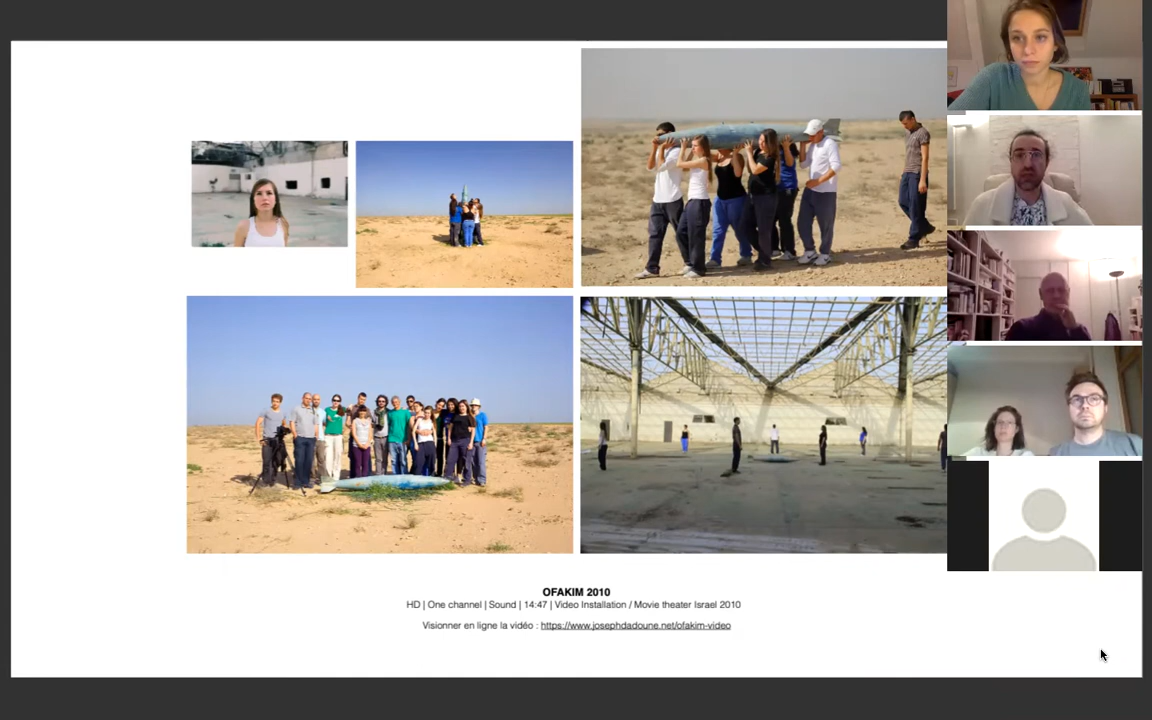 OFAKIM 2010
HD | One channel | Sound | 14:47 | Video Installation / Movie theater Israel 2010
Visionner en ligne la vidéo : https://www.josephdadoune.net/ofakim-video